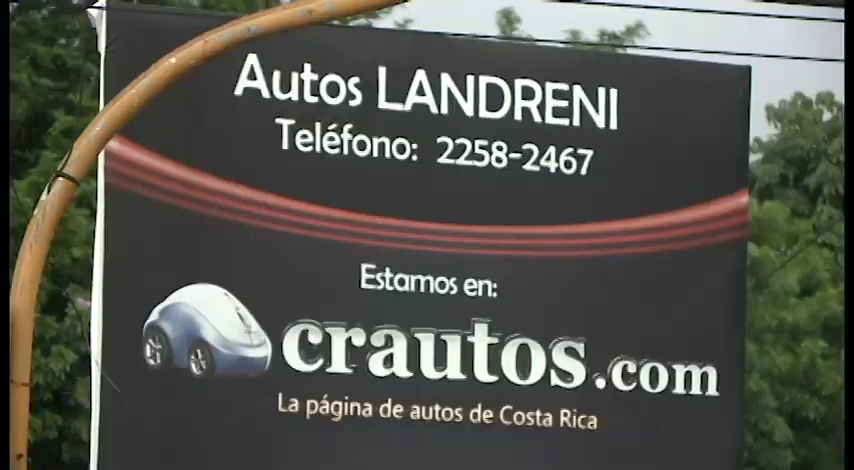 Autos LANDRENI
Teléfono: 2258-2467
Estamos en:
crautos.com
La página de autos de Costa Rica